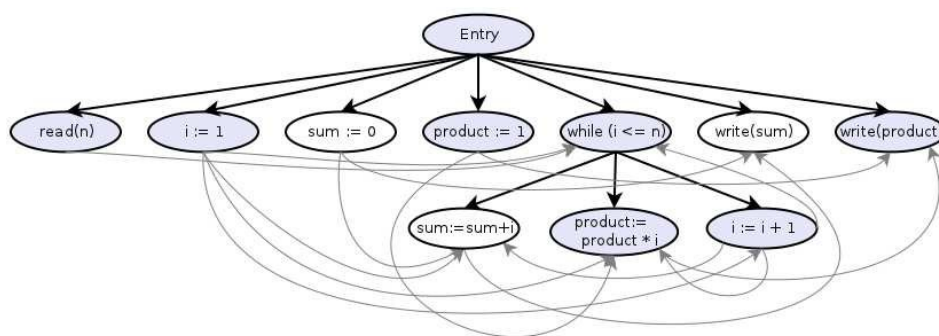 Entry
read(n)
i := 1
sum := 0
product := 1
while (i <= n)
write(sum)
write(product
sum:=sum+i
product:=
product * i
i := i + 1